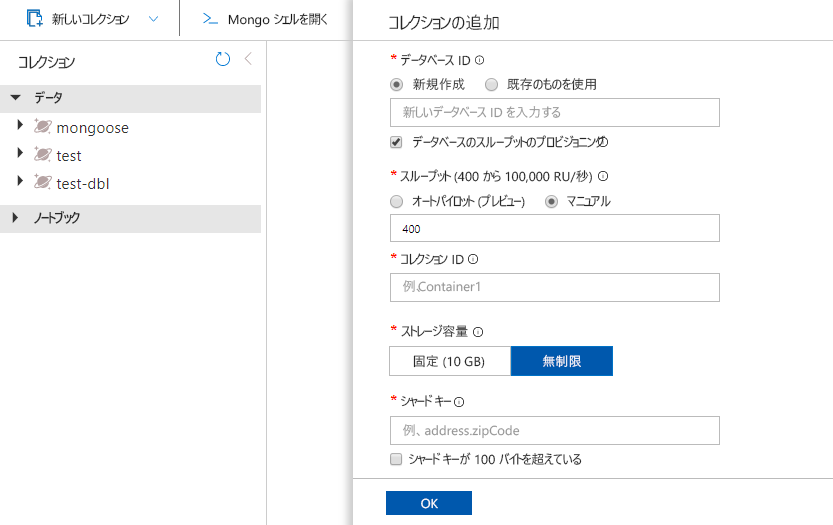 新しいコレクション
Mongo シェルを開く
コレクション
データ
mongoose
test
test-dbl
ノートブック
コレクションの追加
* データベース ID
新規作成 既存のものを使用
新しいデータベース ID を入力する
データベースのスループットのプロビジョニング
* スループット (400 から 100,000 RU/秒)
オートパイロット (プレビュー) マニュアル
400
* コレクション ID
例.Container1
* ストレージ容量
固定 (10 GB) 無制限
* シャード キー
例、address.zipCode
シャード キーが 100 バイトを超えている
OK